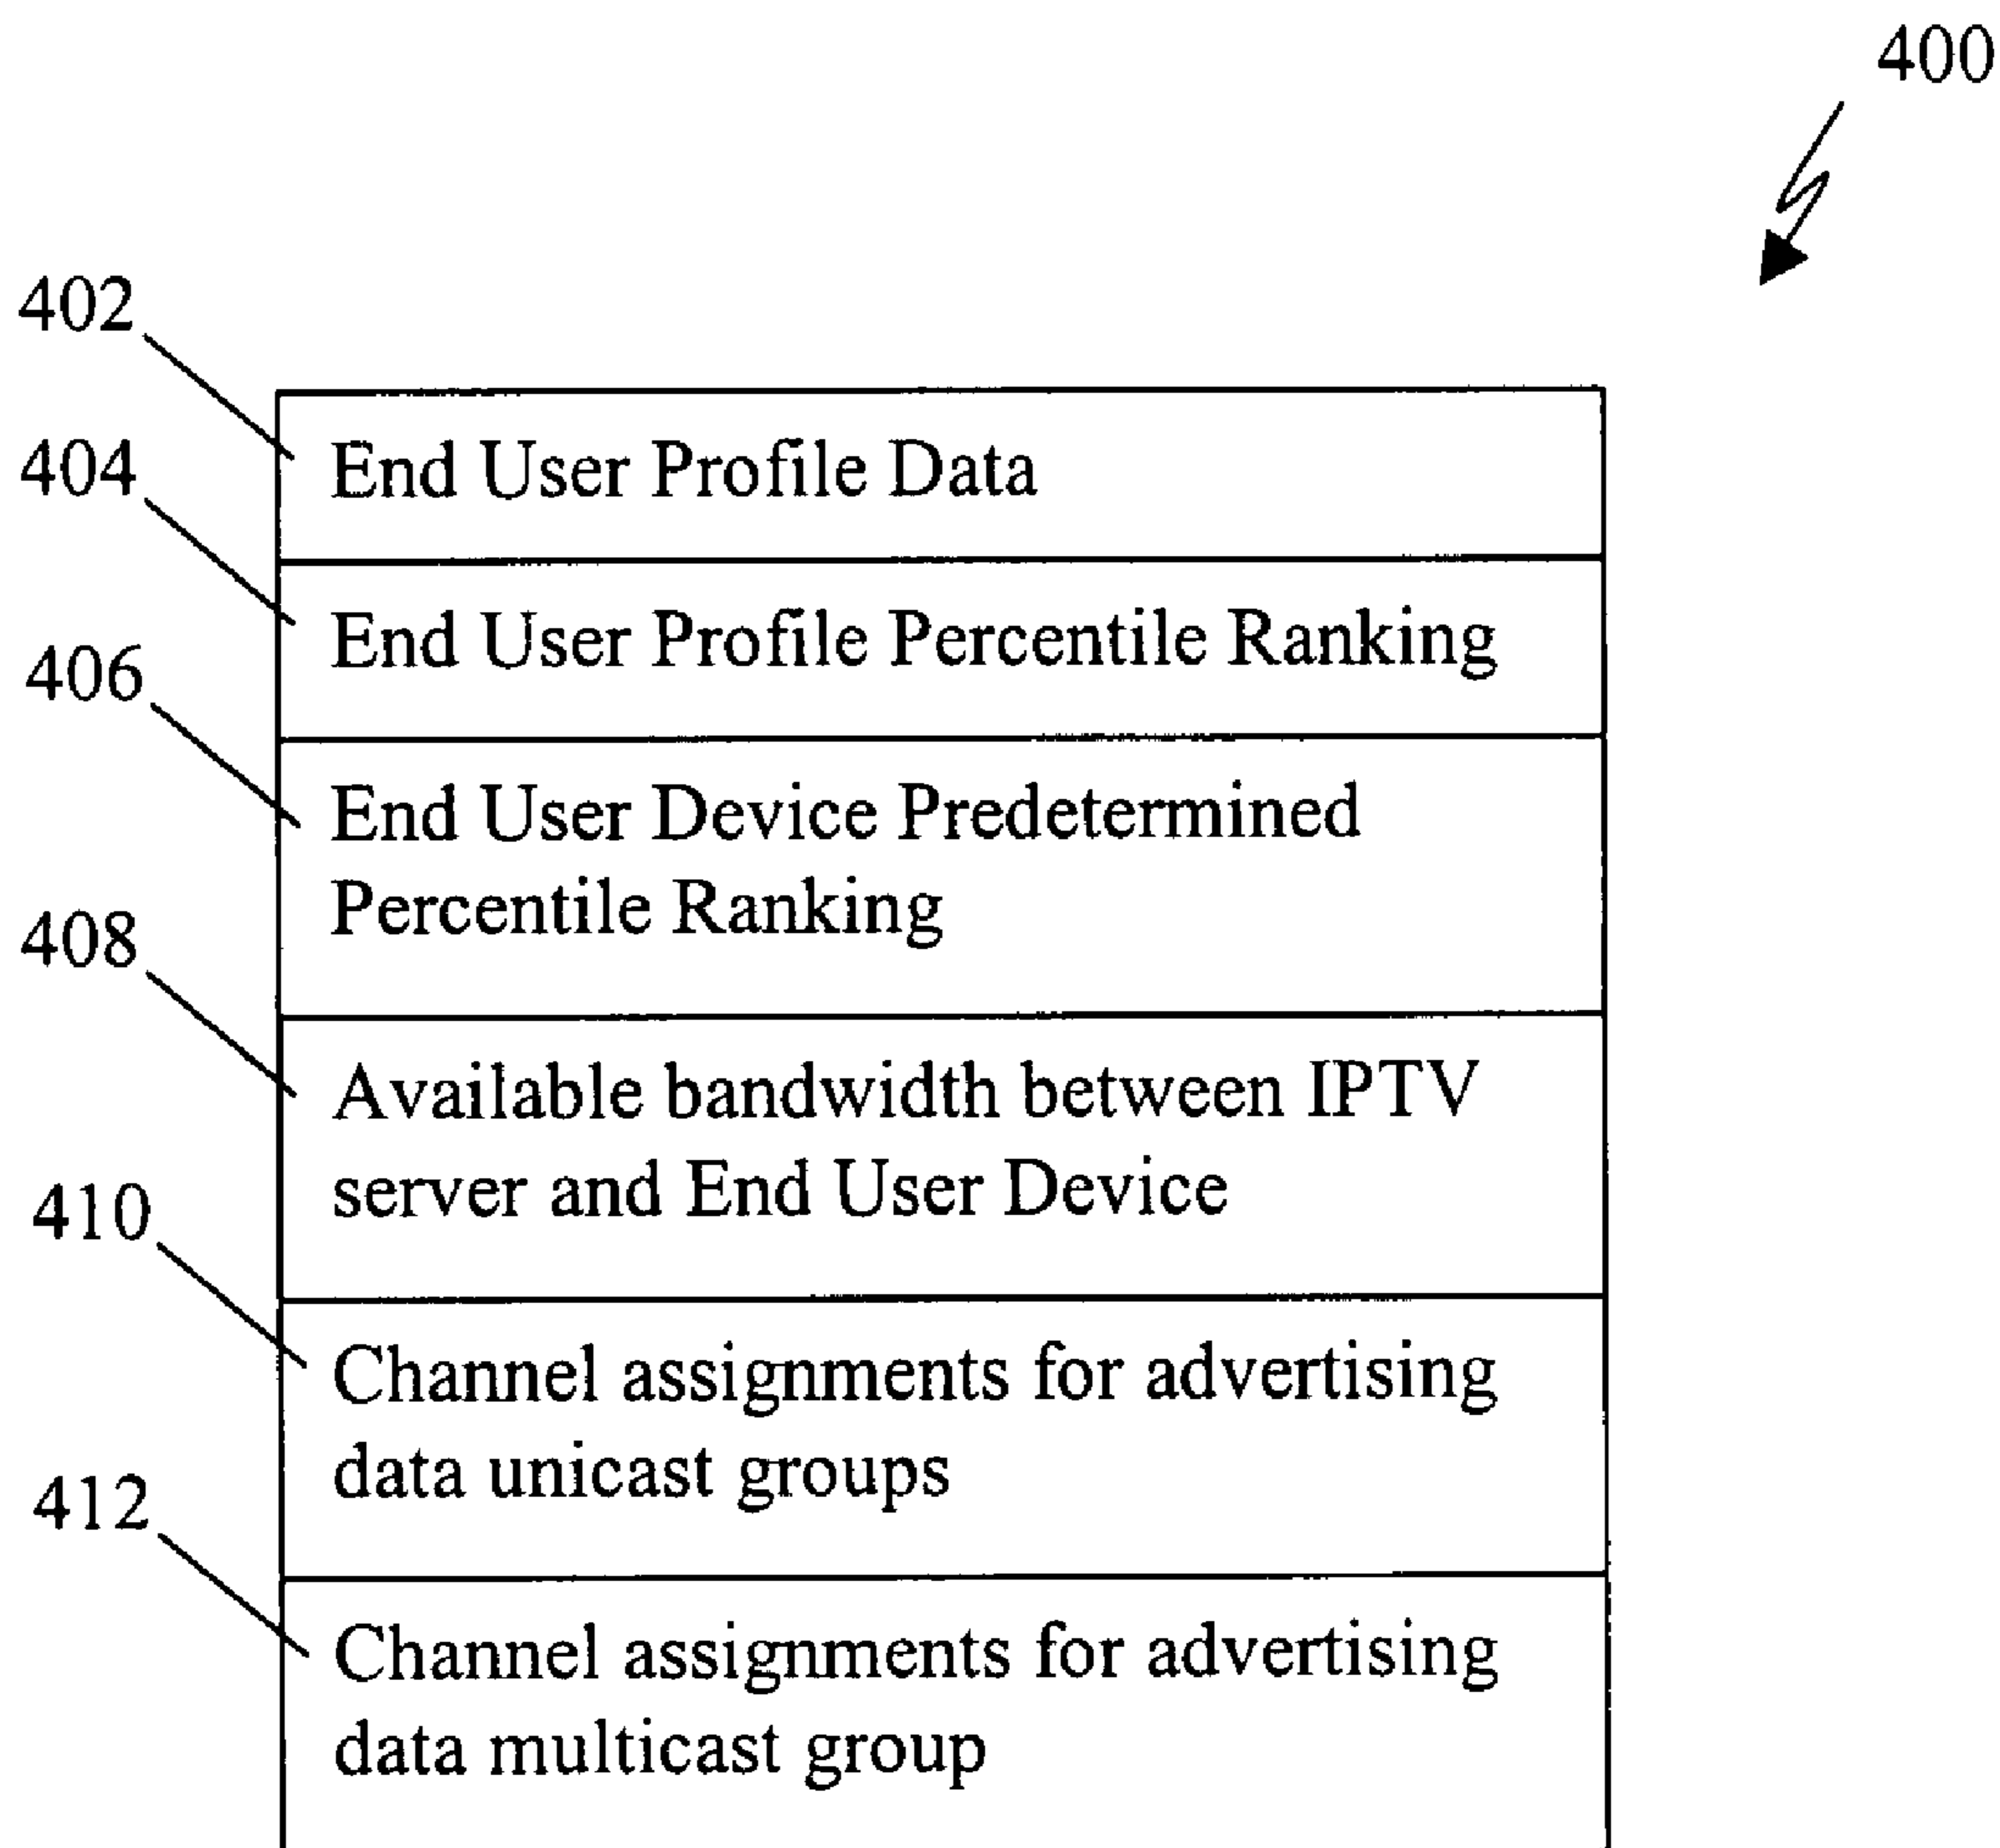 400
402
End User Profile Data
404
End User Profile Percentile Ranking
406
End User Device Predetermined
Percentile Ranking
408
Available bandwidth between IPTV
server and End User Device
410
Channel assignments for advertising
data unicast groups
412
Channel assignments for advertising
data multicast group